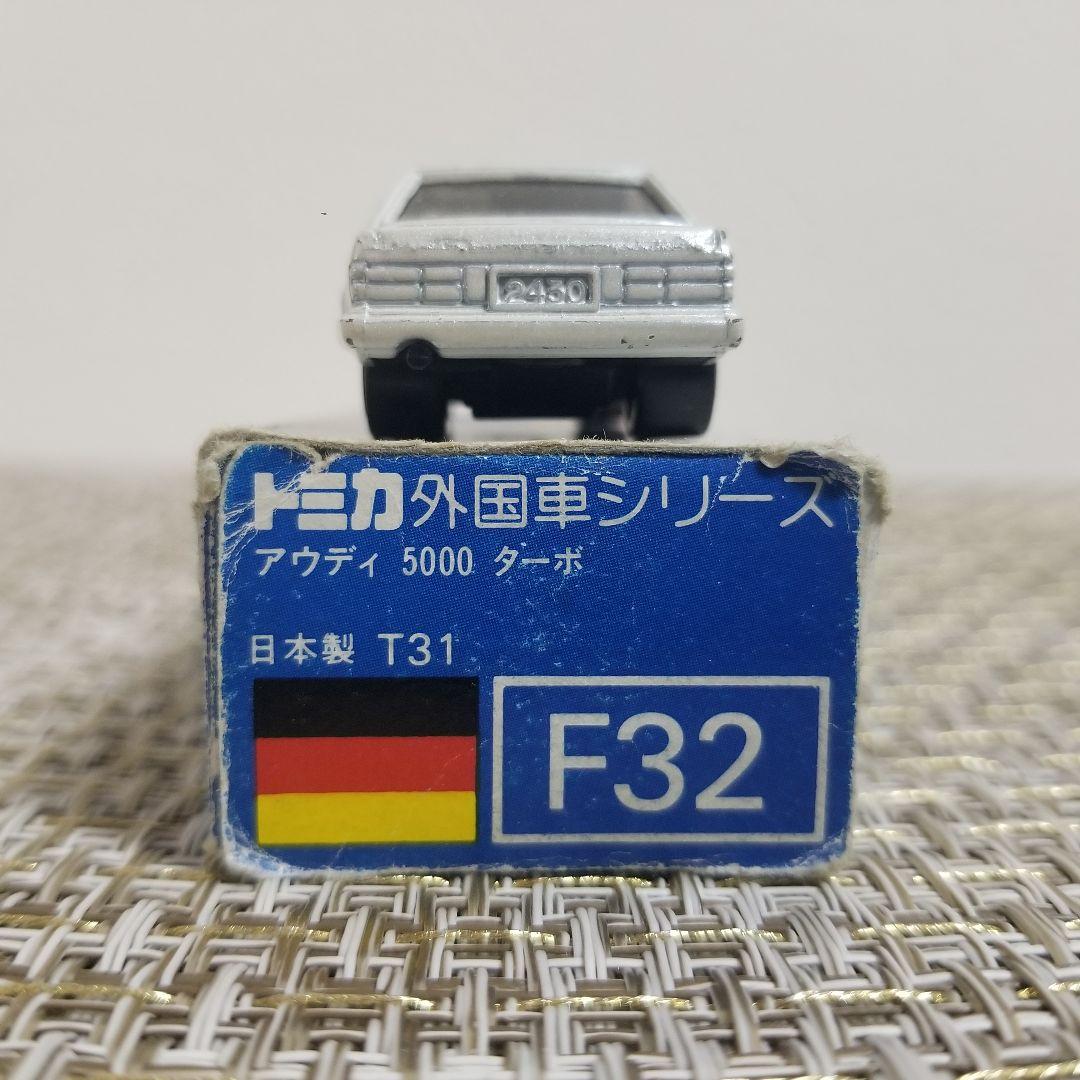 2430
トミカ外国車シリーズ
アウディ 5000 ターボ
日本製 T31
F32